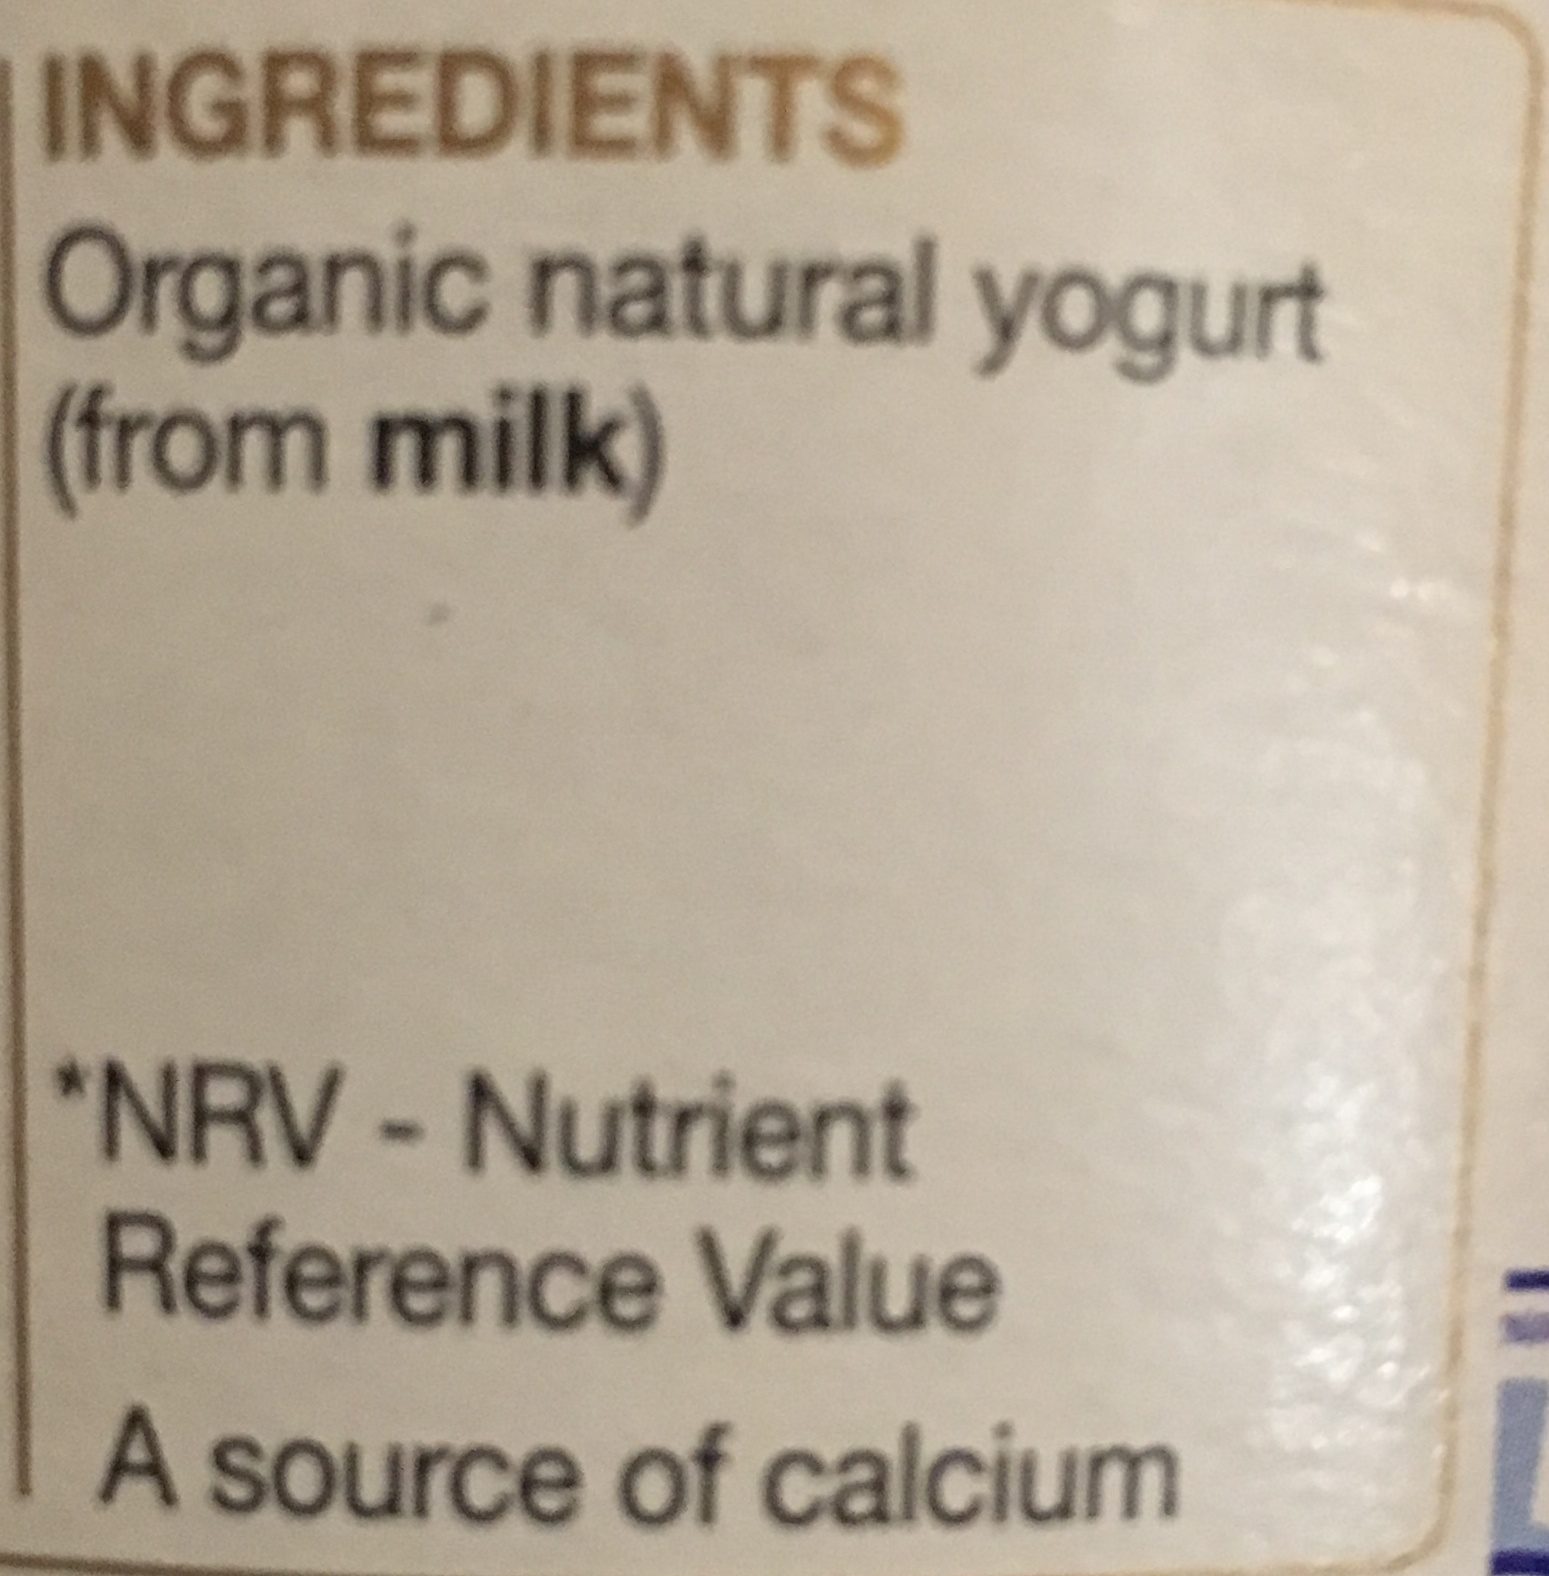 INGREDIENTS
Organic natural yogurt
(from milk)
*NRV - Nutrient
Reference Value
A source of calcium